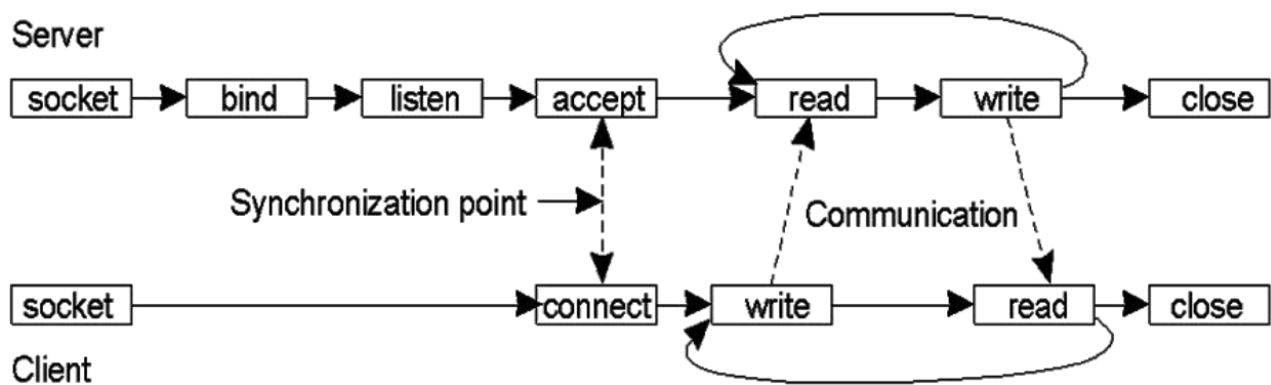 Server
socket bind listen accept read write close
Synchronization point
Communication
socket connect write read close
Client